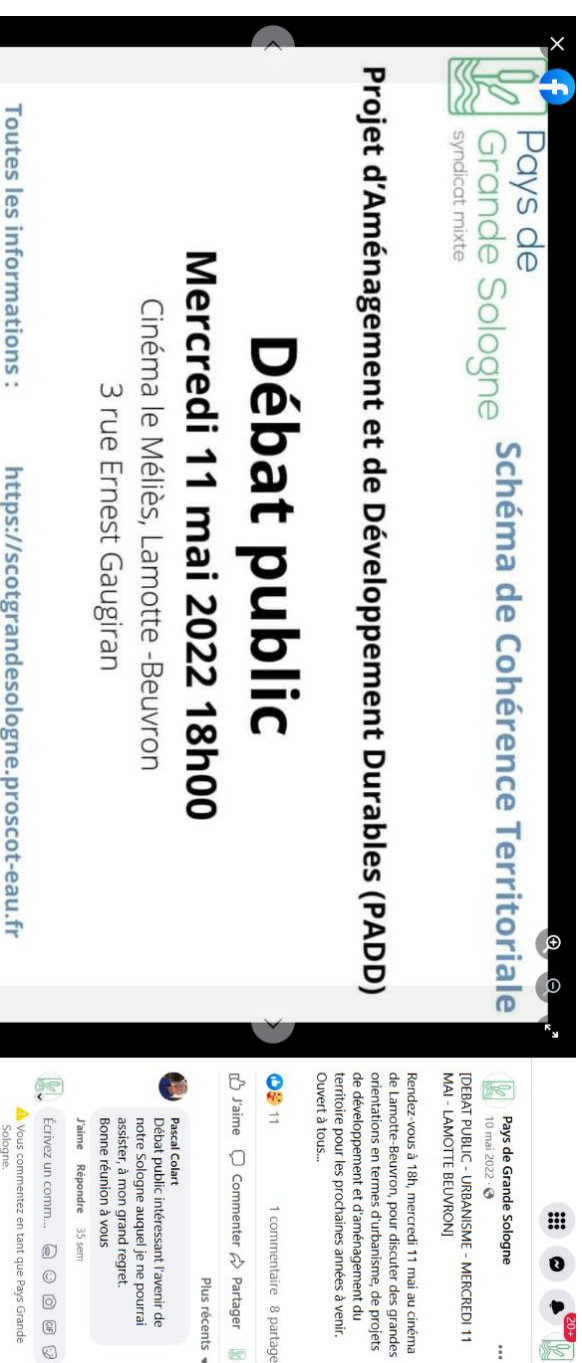 Pays de
Grande Sologne
syndicat mixte
Schéma de Cohérence Territoriale
Projet d'Aménagement et de Développement Durables (PADD)
Débat public
Mercredi 11 mai 2022 18h00
Cinéma le Méliès, Lamotte -Beuvron
3 rue Ernest Gaugiran
Toutes les informations : https://scotgrandesologne.proscot-eau.fr
20+
Pays de Grande Sologne
10 mai 2022 ·
[DEBAT PUBLIC - URBANISME - MERCREDI 11
MAI - LAMOTTE BEUVRON]
Rendez-vous à 18h, mercredi 11 mai au cinéma
de Lamotte-Beuvron, pour discuter des grandes
orientations en termes d'urbanisme, de projets
de développement et d'aménagement du
territoire pour les prochaines années à venir.
Ouvert à tous...
11 1 commentaire 8 partage
J'aime Commenter Partager
Plus récents
Pascal Colart
Débat public intéressant l'avenir de
notre Sologne auquel je ne pourrai
assister, à mon grand regret.
Bonne réunion à vous
J'aime Répondre 35 sem
Écrivez un comm...
GIF
Vous commentez en tant que Pays Grande
Sologne.